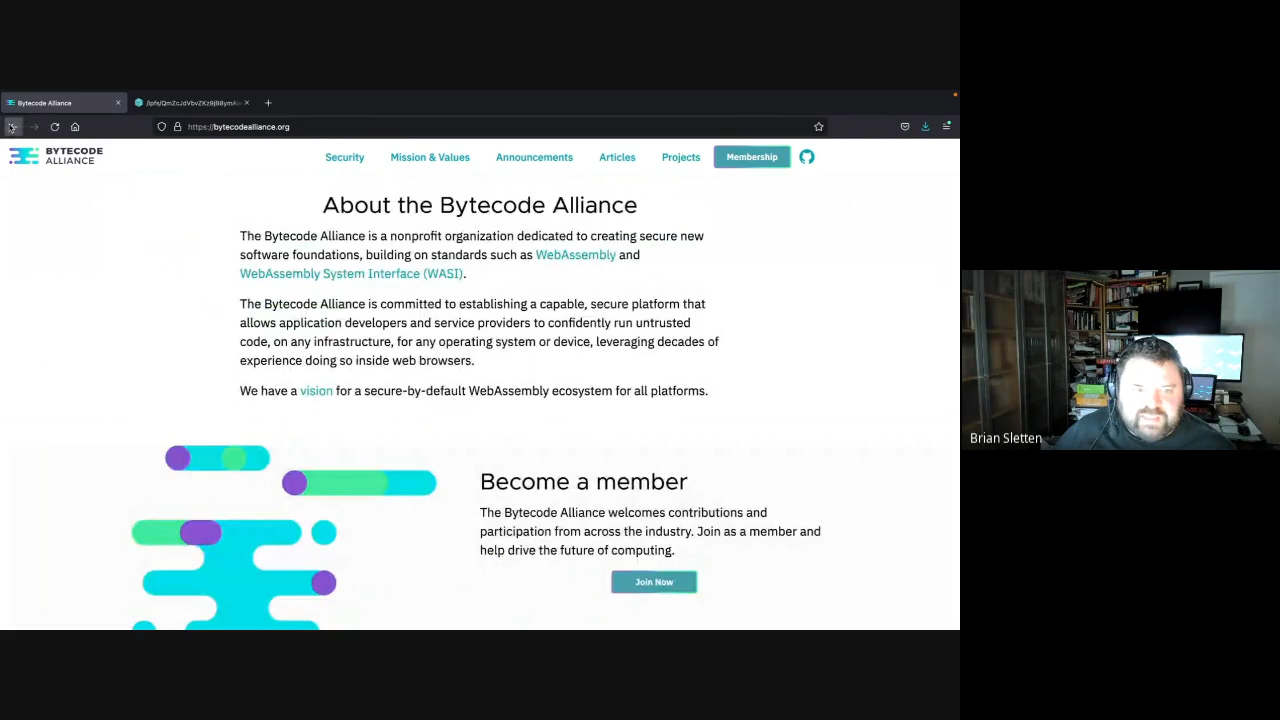 Bytecode Alliance
https://bytecodealliance.org
BYTECODE
ALLIANCE
Security
Mission & Values
Announcements
Articles
Projects
Membership
About the Bytecode Alliance
The Bytecode Alliance is a nonprofit organization dedicated to creating secure new
software foundations, building on standards such as WebAssembly and
WebAssembly System Interface (WASI).
The Bytecode Alliance is committed to establishing a capable, secure platform that
allows application developers and service providers to confidently run untrusted
code, on any infrastructure, for any operating system or device, leveraging decades of
experience doing so inside web browsers.
We have a vision for a secure-by-default WebAssembly ecosystem for all platforms.
Become a member
The Bytecode Alliance welcomes contributions and
participation from across the industry. Join as a member and
help drive the future of computing.
Join Now
Brian Sletten